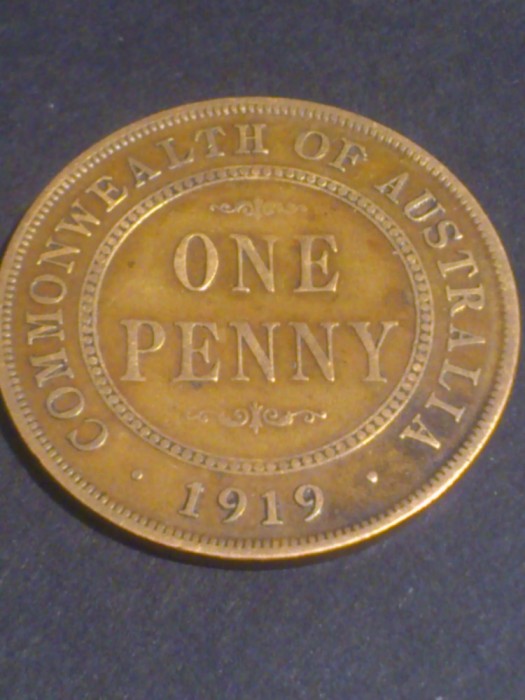 COMMONWEALTH OF AUSTRALIA
ONE
PENNY
1919